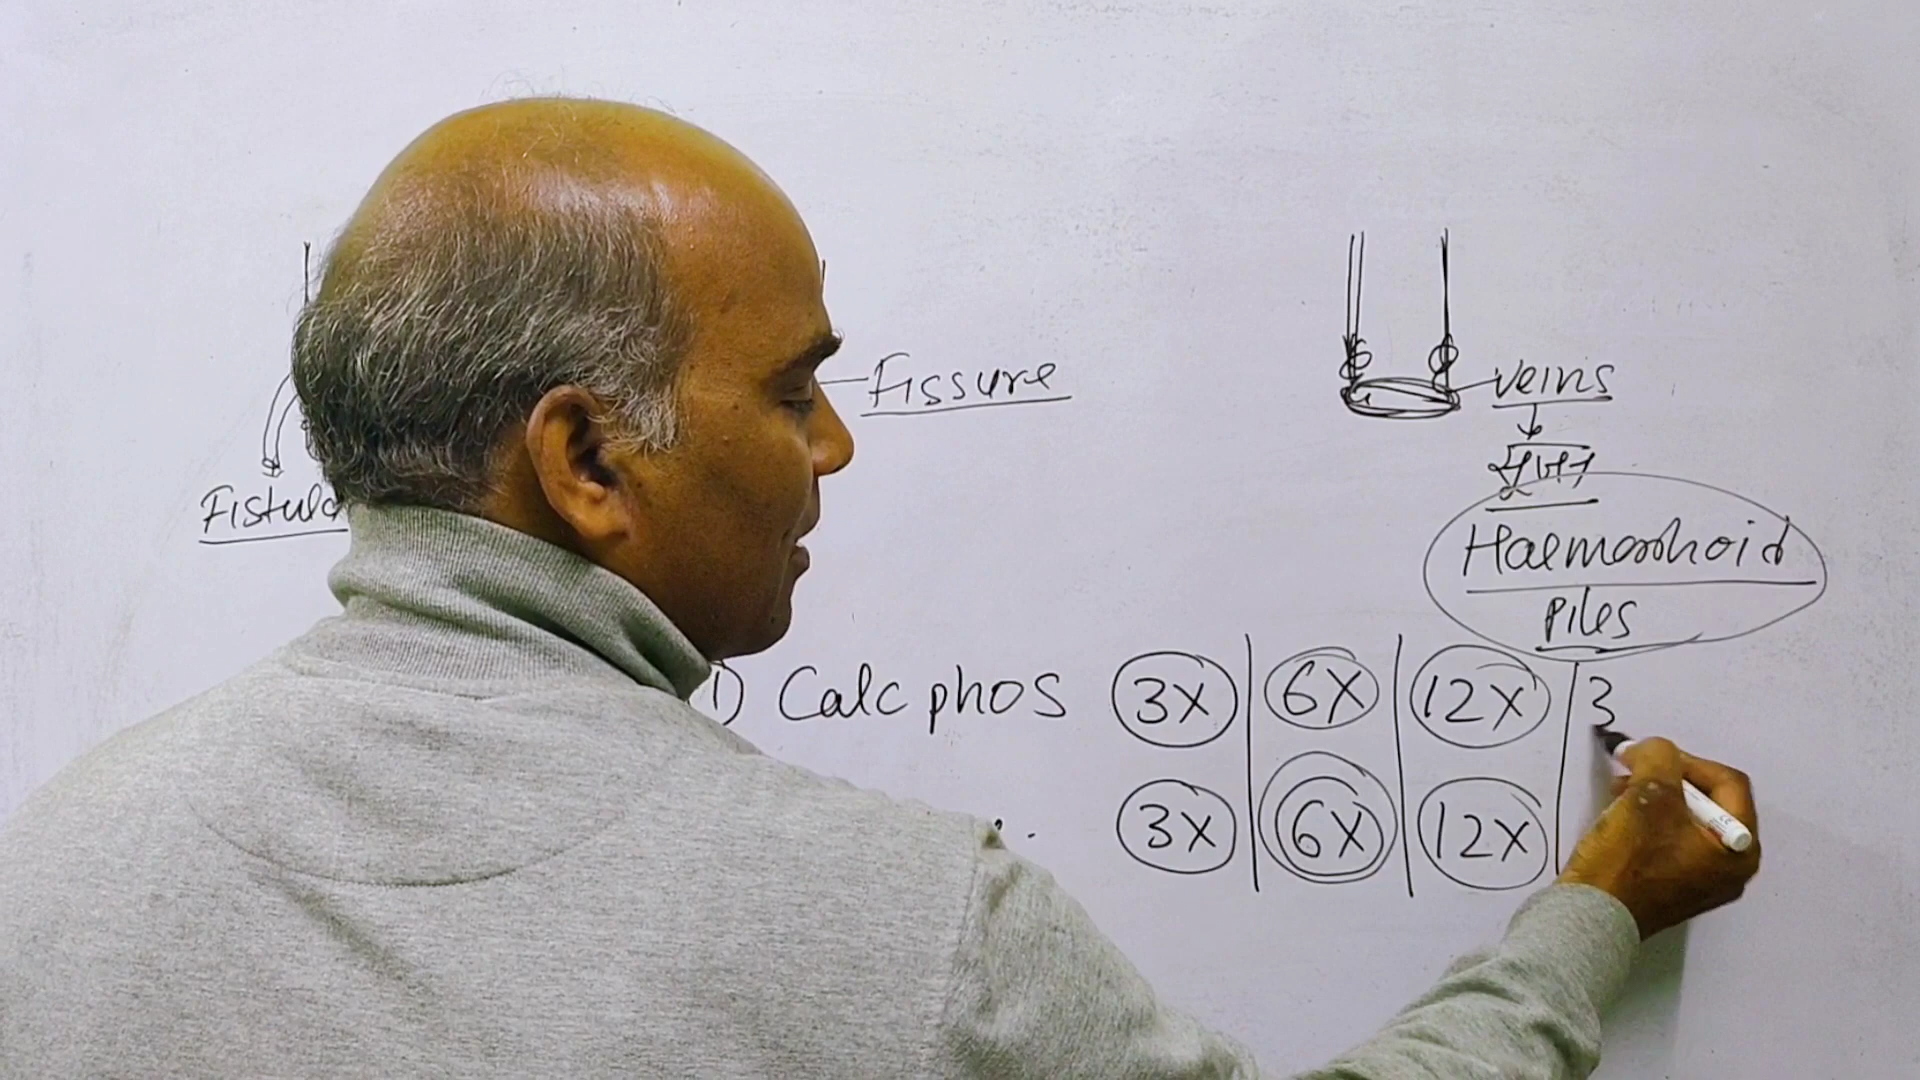 Fissure
veins
सूजन
Fistula
Haemorrhoid
piles
1) Calc phos 3X 6X 12X 3
3X 6X 12X